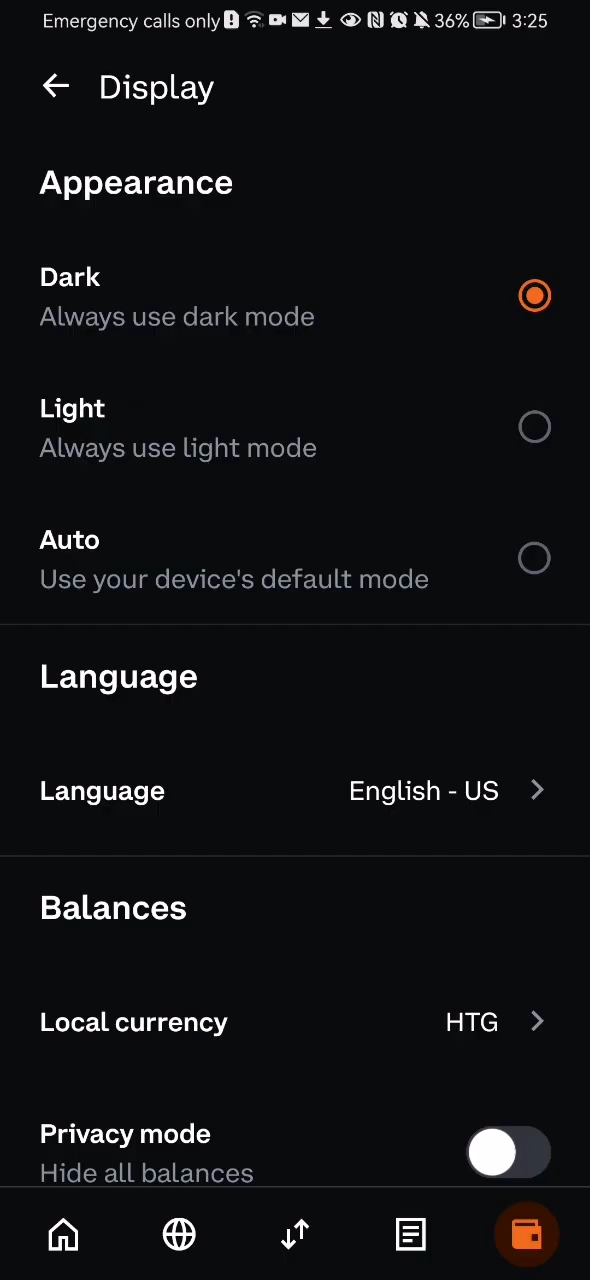 Emergency calls only 36% 3:25
Display
Appearance
Dark
Always use dark mode
Light
Always use light mode
Auto
Use your device's default mode
Language
Language English - US
Balances
Local currency HTG
Privacy mode
Hide all balances